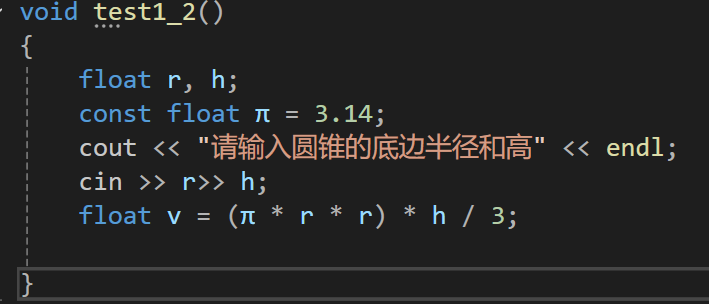 void test1_2()
{
float r, h;
const float π = 3.14;
cout << "请输入圆锥的底边半径和高" << endl;
cin >> r>> h;
float v = (π * r * r) * h / 3;
}